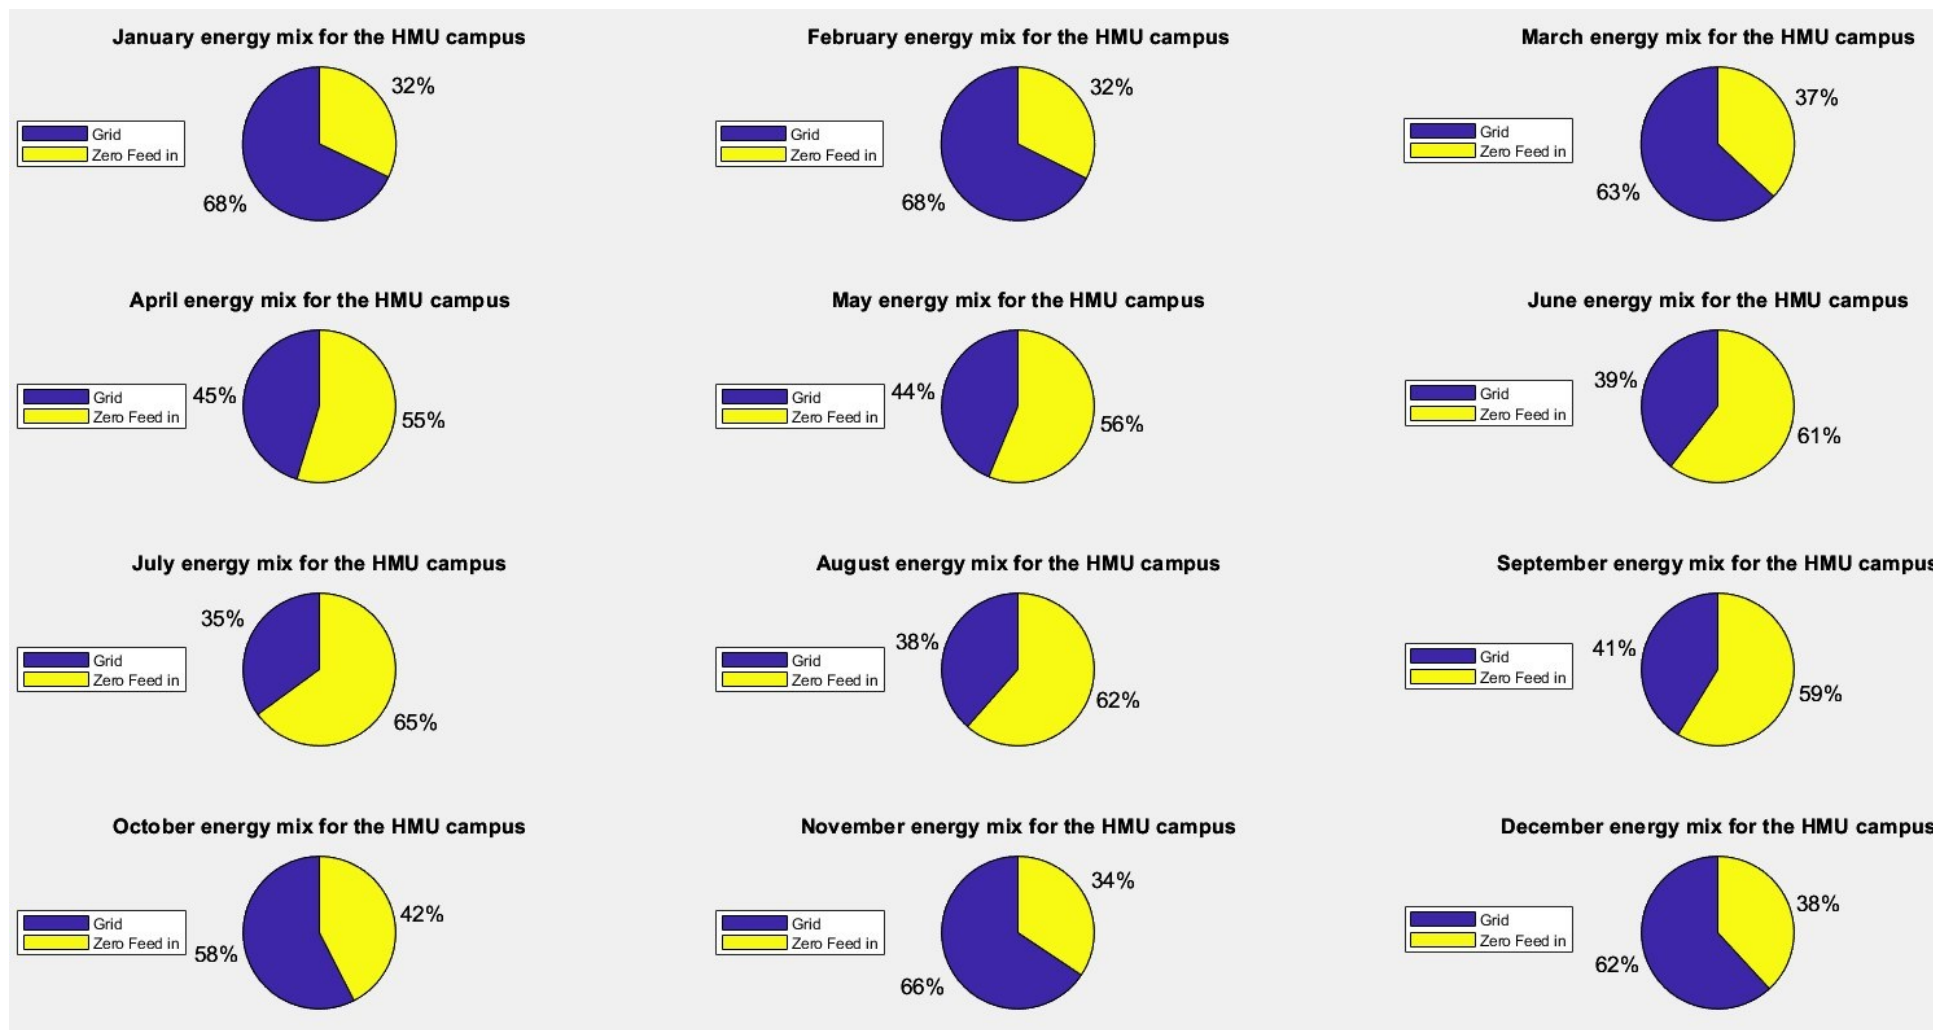 January energy mix for the HMU campus
32%
Grid
Zero Feed in
68%
February energy mix for the HMU campus
32%
Grid
Zero Feed in
68%
March energy mix for the HMU campus
37%
Grid
Zero Feed in
63%
April energy mix for the HMU campus
Grid
Zero Feed in
45%
55%
May energy mix for the HMU campus
Grid
Zero Feed in
44%
56%
June energy mix for the HMU campus
Grid
Zero Feed in
39%
61%
July energy mix for the HMU campus
35%
Grid
Zero Feed in
65%
August energy mix for the HMU campus
38%
Grid
Zero Feed in
62%
September energy mix for the HMU campus
41%
Grid
Zero Feed in
59%
October energy mix for the HMU campus
42%
Grid
Zero Feed in
58%
November energy mix for the HMU campus
34%
Grid
Zero Feed in
66%
December energy mix for the HMU campus
38%
Grid
Zero Feed in
62%